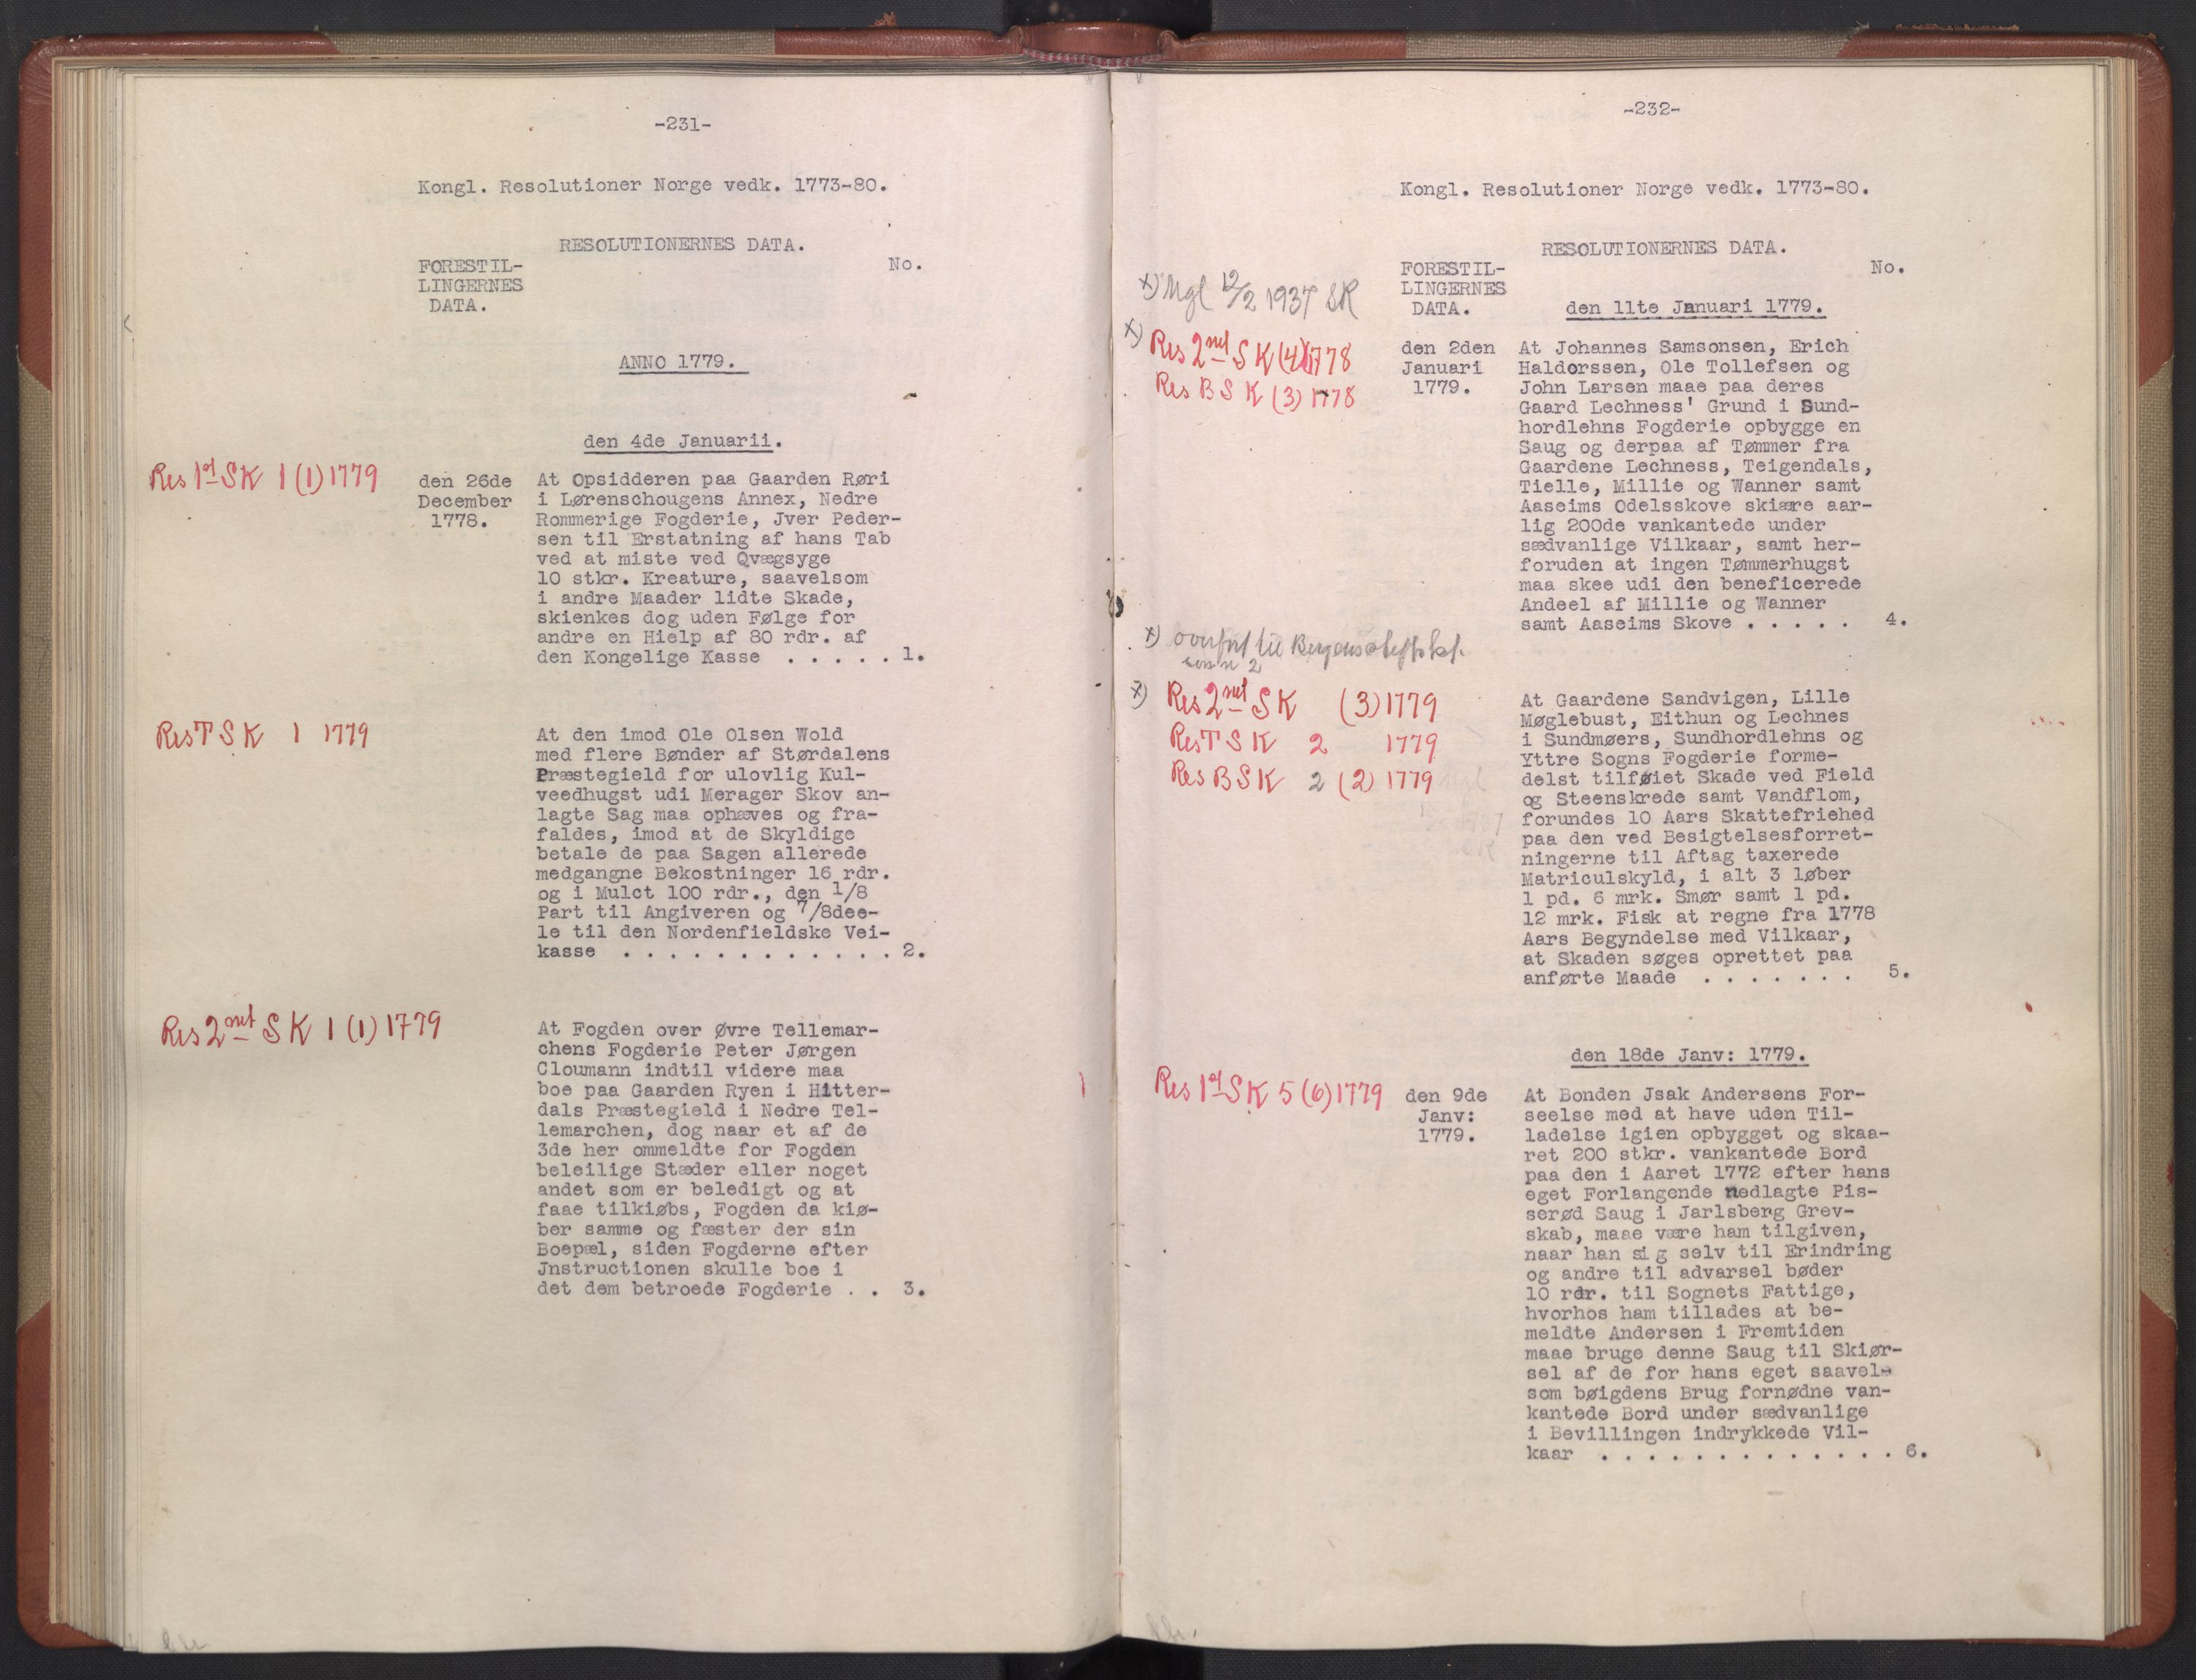 -231-
Kongl. Resolutioner Norge vedk. 1773-80.
RESOLUTIONERNES DATA.
FORESTIL-
LINGERNES
DATA.
No.
ANNO 1779.
den 4de Januarii.
Res 1st SK 1 (1) 1779
den 26de
December
1778.
At Opsidderen paa Gaarden Røri
i Lørenschougens Annex, Nedre
Rommerige Fogderie, Jver Peder-
sen til Erstatning af hans Tab
ved at miste ved Qvægsyge
10 stkr. Kreature, saavelsom
i andre Maader lidte Skade,
skienkes dog uden Følge for
andre en Hielp af 80 rdr. af
den Kongelige Kasse . . . . . 1.
Res T S K 1 1779
At den imod Ole Olsen Wold
med flere Bønder af Størdalens
Præstegield for ulovlig Kul-
veedhugst udi Merager Skov an-
lagte Sag maa ophæves og fra-
faldes, imod at de Skyldige
betale de paa Sagen allerede
medgangne Bekostninger 16 rdr.
og i Mulct 100 rdr., den 1/8
Part til Angiveren og 7/8dee-
le til den Nordenfieldske Vei-
kasse . . . . . . . . . . . . 2.
Res 2net SK 1 (1) 1779
At Fogden over Øvre Tellemar-
chens Fogderie Peter Jørgen
Cloumann indtil videre maa
boe paa Gaarden Ryen i Hitter-
dals Præstegield i Nedre Tel-
lemarchen, dog naar et af de
3de her ommeldte for Fogden
beleilige Stæder eller noget
andet som er beledigt og at
faae tilkiøbs, Fogden da kiø-
ber samme og fæster der sin
Boepæl, siden Fogderne efter
Jnstructionen skulle boe i
det dem betroede Fogderie . . 3.
-232-
Kongl. Resolutioner Norge vedk. 1773-80.
RESOLUTIONERNES DATA.
FORESTIL-
LINGERNES
DATA.
No.
x) Mgl 12/2 1937 SR
den 11te Januari 1779.
x) Res 2net SK (4) 1778
Res B S K (3) 1778
den 2den
Januari
1779.
At Johannes Samsonsen, Erich
Haldorssen, Ole Tollefsen og
John Larsen maae paa deres
Gaard Lechness' Grund i Sund-
hordlehns Fogderie opbygge en
Saug og derpaa af Tømmer fra
Gaardene Lechness, Teigendals,
Tielle, Millie og Wanner samt
Aaseims Odelsskove skiære aar-
lig 200de vankantede under
sædvanlige Vilkaar, samt her-
foruden at ingen Tømmerhugst
maa skee udi den beneficerede
Andeel af Millie og Wanner
samt Aaseims Skove . . . . . 4.
x) overført til Bergens
2
x) Res 2net SK (3) 1779
Res T S K 2 1779
Res B S K 2 (2) 1779
At Gaardene Sandvigen, Lille
Møglebust, Eithun og Lechnes
i Sundmøers, Sundhordlehns og
Yttre Sogns Fogderie forme-
delst tilføiet Skade ved Field
og Steenskrede samt Vandflom,
forundes 10 Aars Skattefriehed
paa den ved Besigtelsesforret-
ningerne til Aftag taxerede
Matriculskyld, i alt 3 løber
1 pd. 6 mrk. Smør samt 1 pd.
12 mrk. Fisk at regne fra 1778
Aars Begyndelse med Vilkaar,
at Skaden søges oprettet paa
anførte Maade . . . . . . . 5.
den 18de Janv: 1779.
Res 1st SK 5 (6) 1779
den 9de
Janv:
1779.
At Bonden Jsak Andersens For-
seelse med at have uden Til-
ladelse igien opbygget og skaa-
ret 200 stkr. vankantede Bord
paa den i Aaret 1772 efter hans
eget Forlangende nedlagte Pis-
serød Saug i Jarlsberg Grev-
skab, maae være ham tilgiven,
naar han sig selv til Erindring
og andre til advarsel bøder
10 rdr. til Sognets Fattige,
hvorhos ham tillades at be-
meldte Andersen i Fremtiden
maae bruge denne Saug til Skiør-
sel af de for hans eget saavel-
som bøigdens Brug fornødne van-
kantede Bord under sædvanlige
i Bevillingen indrykkede Vil-
kaar . . . . . . . . . . . . . 6.